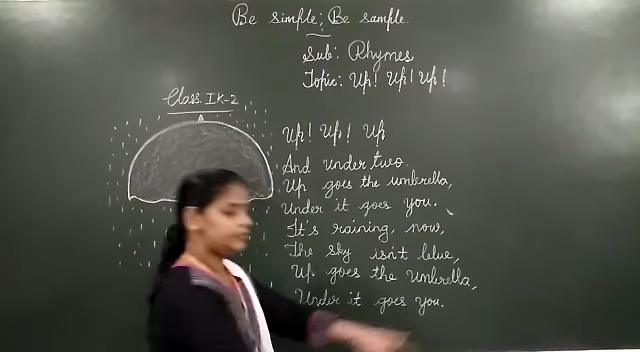 Be simple; Be sample.
Sub: Rhymes
Topic: Up! Up! Up!
Class: IK-2
Up! Up! Up
And under two.
Up goes the umbrella,
Under it goes you.
It's raining, now,
The sky isn't blue,
Up goes the umbrella,
Under it goes you.